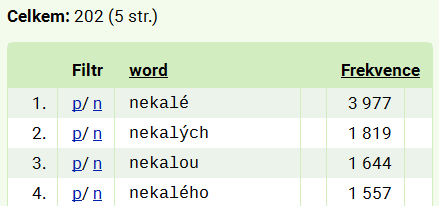 Celkem: 202 (5 str.)
Filtr word Frekvence
1. p/ n nekalé 3 977
2. p/ n nekalých 1 819
3. p/ n nekalou 1 644
4. p/ n nekalého 1 557